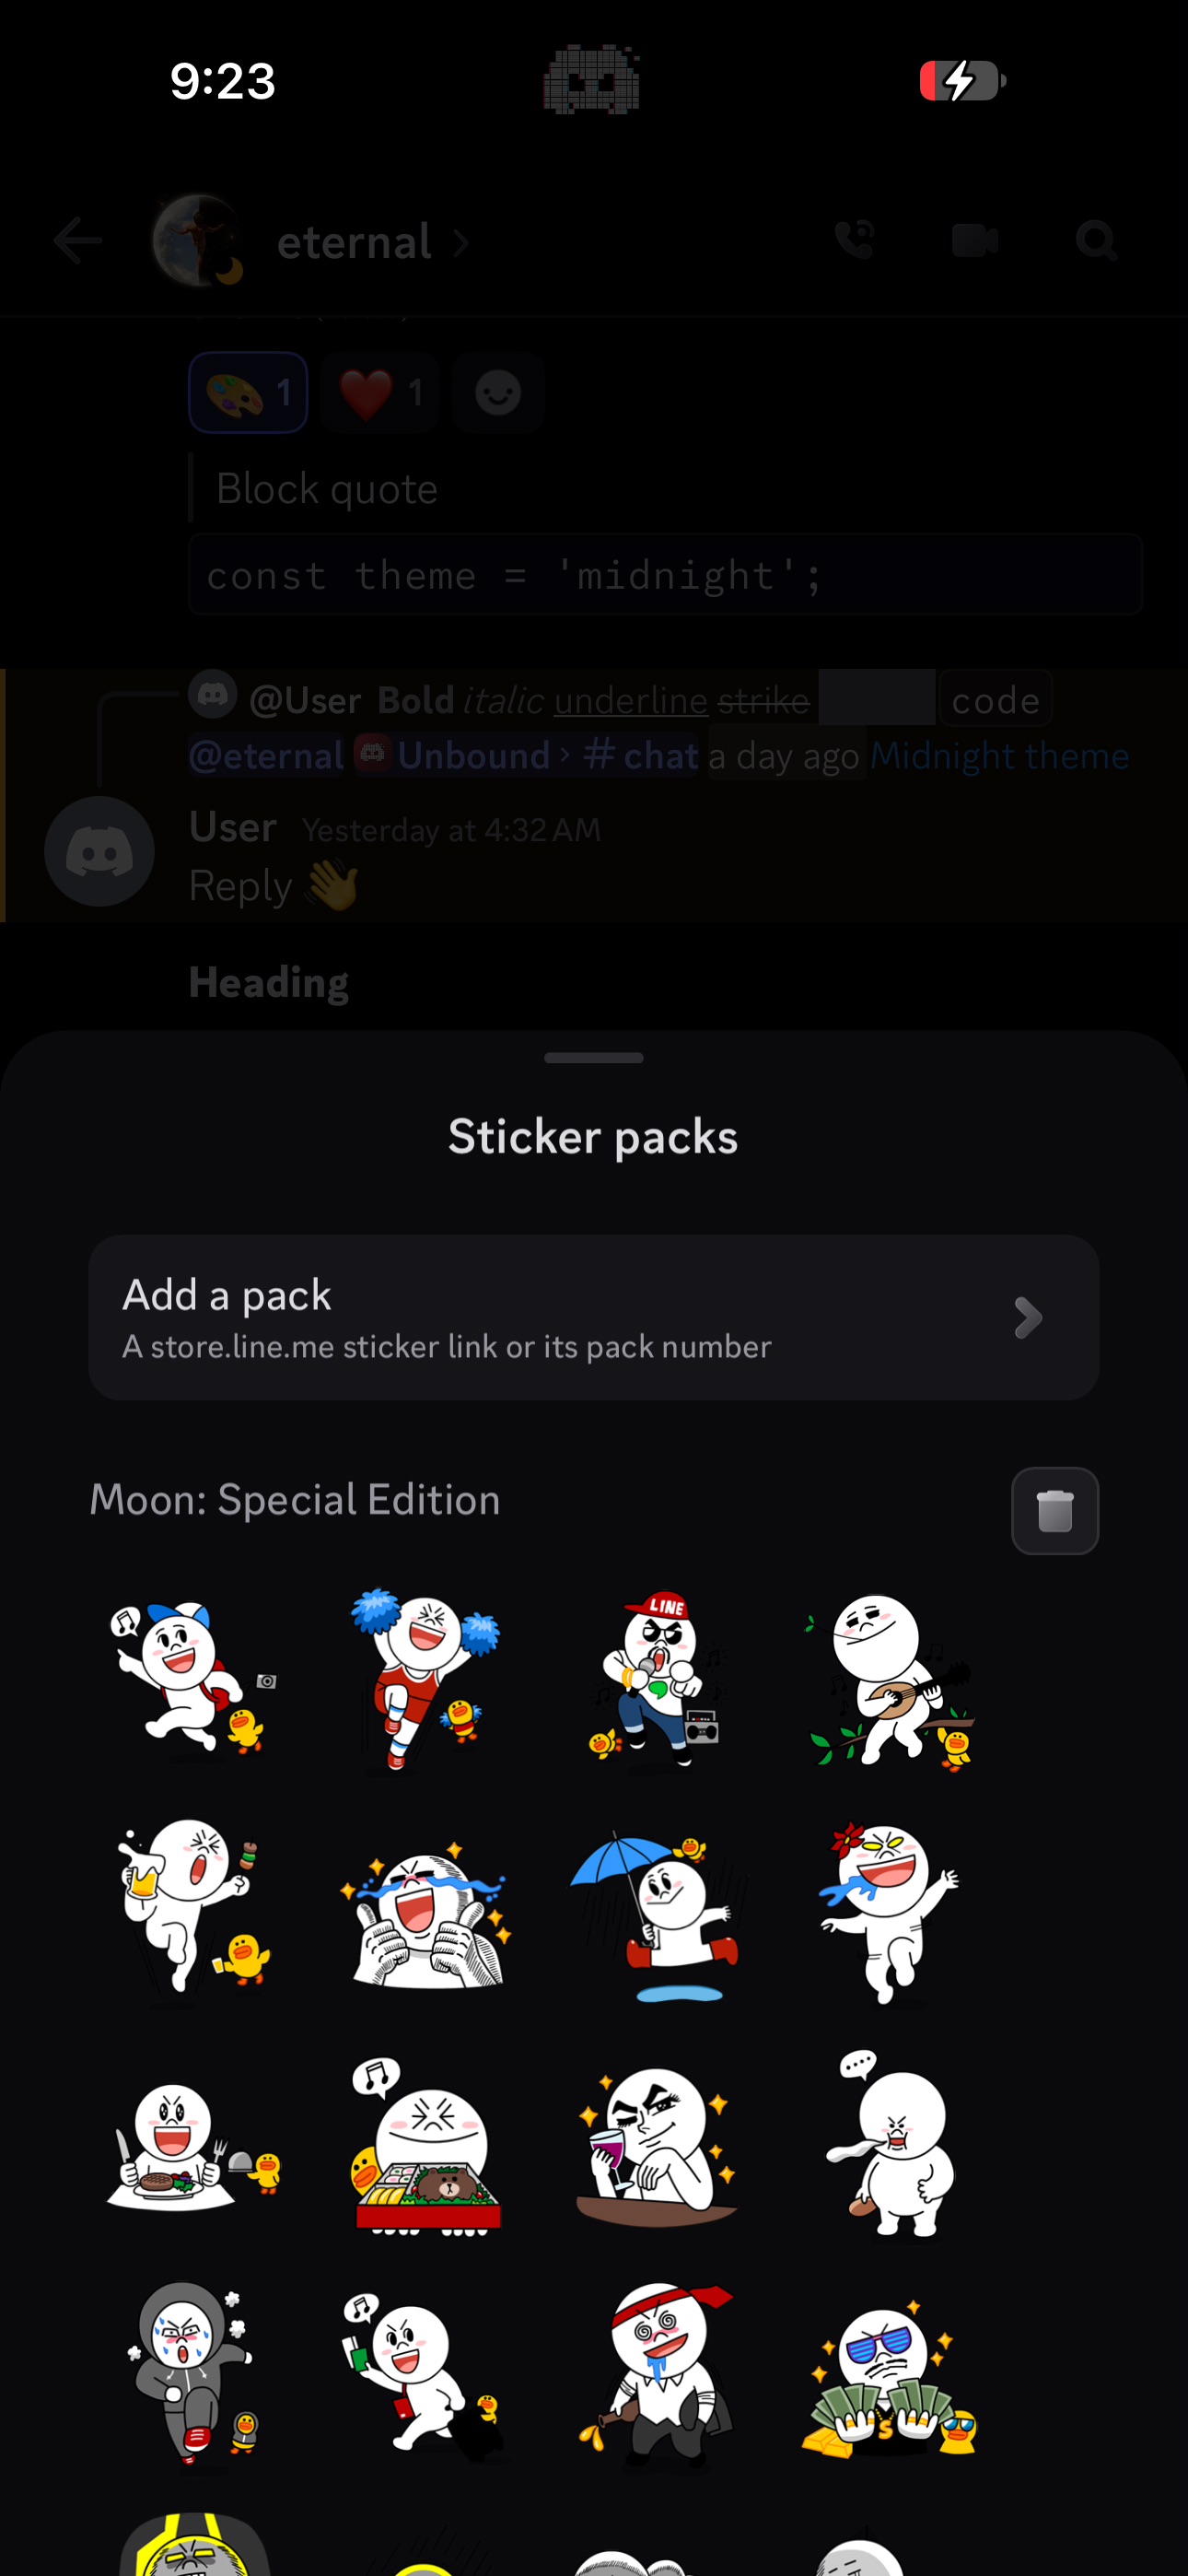 9:23
eternal
1
1
Block quote
const theme = 'midnight';
@User Bold italic underline strike code
@eternal Unbound › # chat a day ago Midnight theme
User Yesterday at 4:32 AM
Reply 👋
Heading
Sticker packs
Add a pack
A store.line.me sticker link or its pack number
Moon: Special Edition
LINE
$